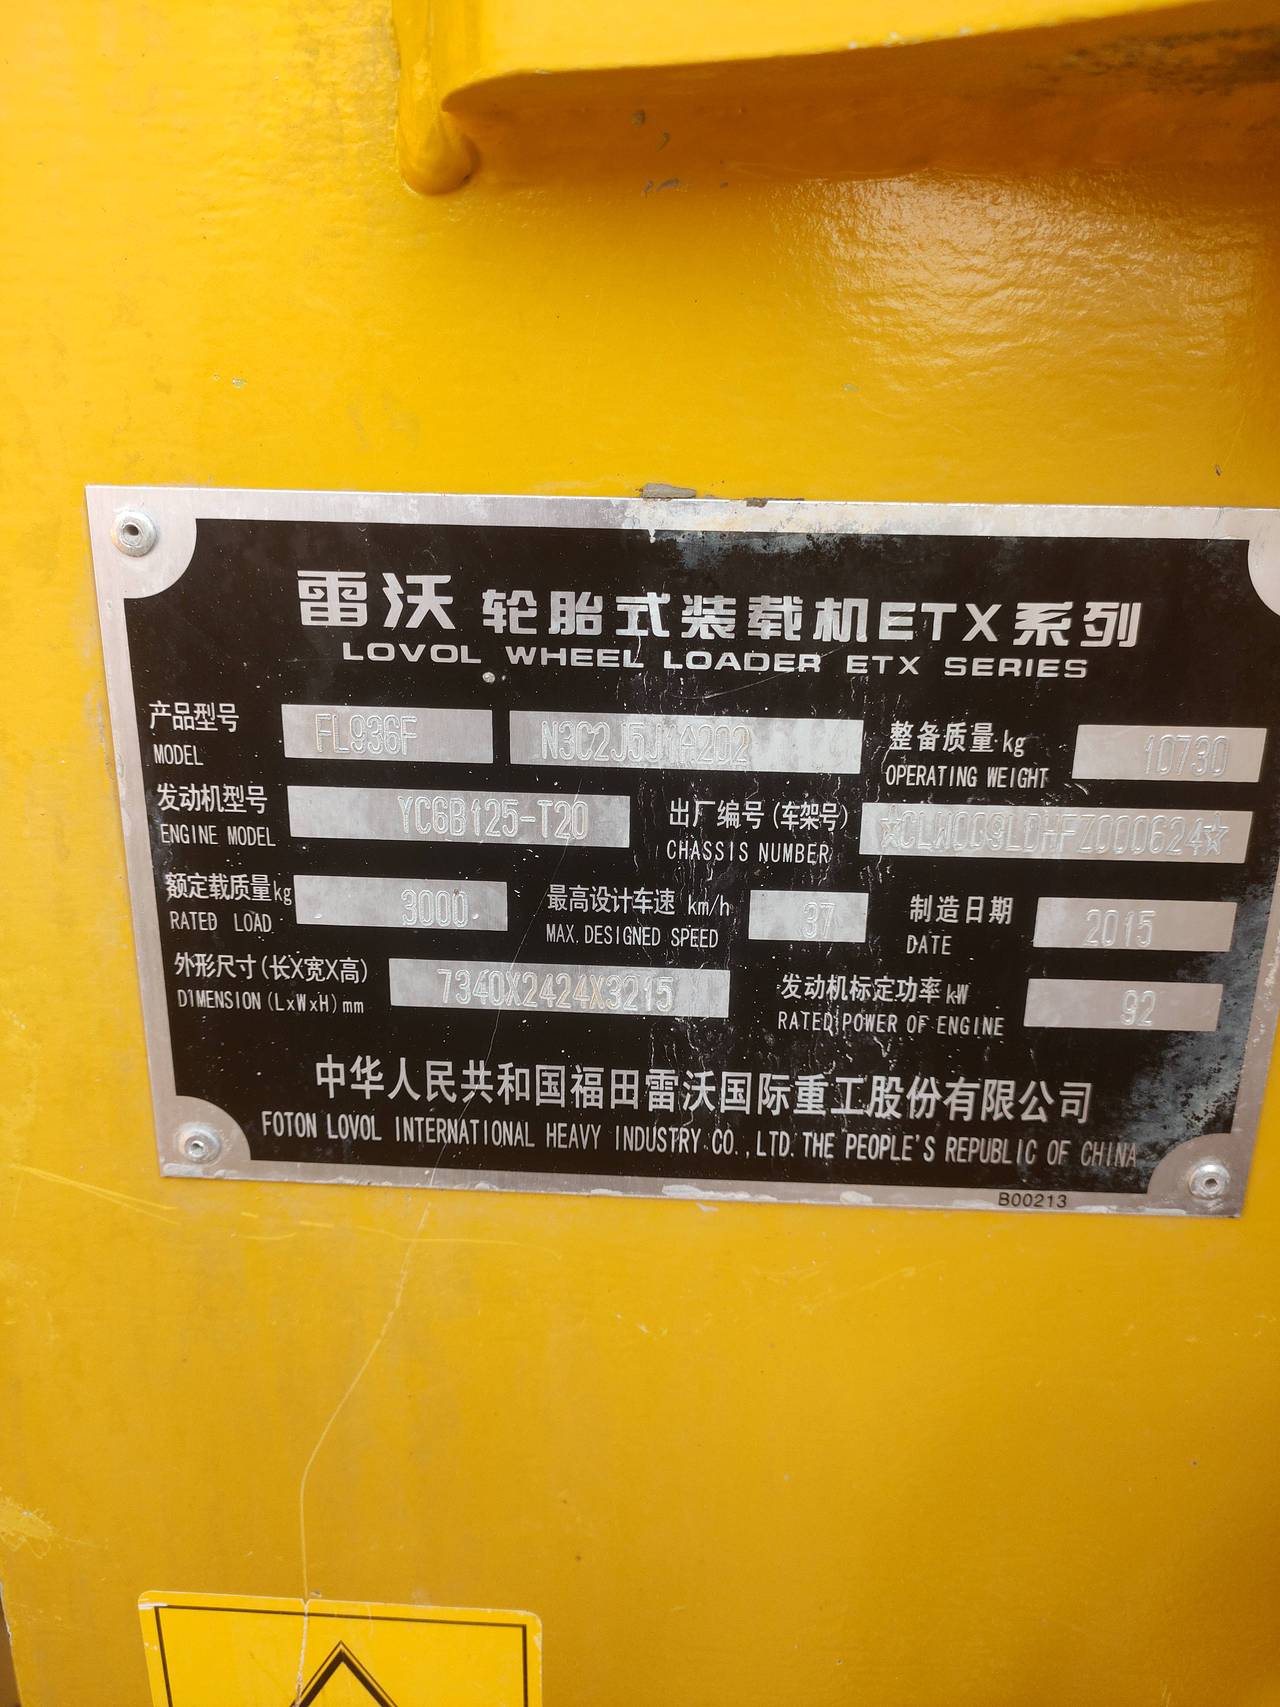 雷沃 轮胎式装载机ETX系列
LOVOL WHEEL LOADER ETX SERIES
产品型号 FL936F N3C2J5J1A202 整备质量 kg 10730
MODEL OPERATING WEIGHT
发动机型号 YC6B125-T20 出厂编号(车架号)
ENGINE MODEL CHASSIS NUMBER
额定载质量kg 3000 最高设计车速 km/h 37 制造日期 2015
RATED LOAD MAX.DESIGNED SPEED DATE
外形尺寸(长X宽X高) 7340X2424X3215 发动机标定功率 kW 92
DIMENSION(LxWxH)mm RATED POWER OF ENGINE
中华人民共和国福田雷沃国际重工股份有限公司
FOTON LOVOL INTERNATIONAL HEAVY INDUSTRY CO.,LTD.THE PEOPLE'S REPUBLIC OF CHINA
B00213